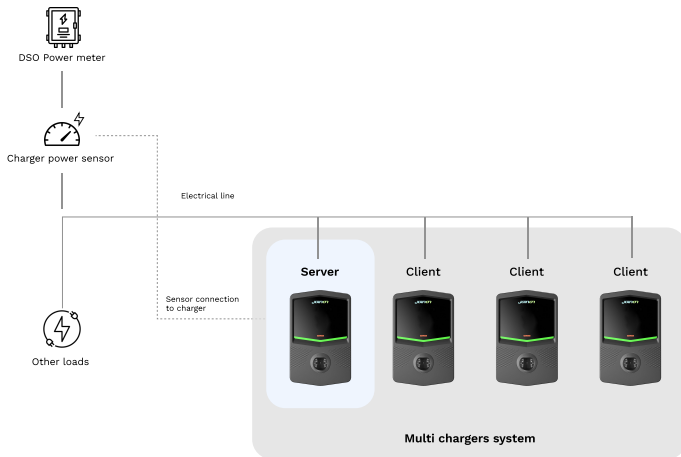 DSO Power meter
Charger power sensor
Electrical line
Server
Client
Client
Client
Sensor connection
to charger
Other loads
Multi chargers system